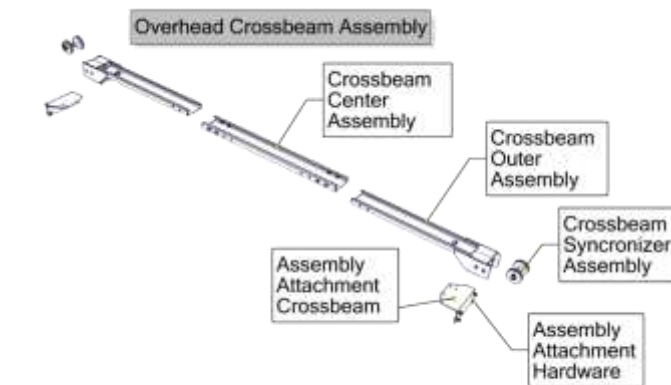 Overhead Crossbeam Assembly
Crossbeam
Center
Assembly
Crossbeam
Outer
Assembly
Crossbeam
Syncronizer
Assembly
Assembly
Attachment
Crossbeam
Assembly
Attachment
Hardware